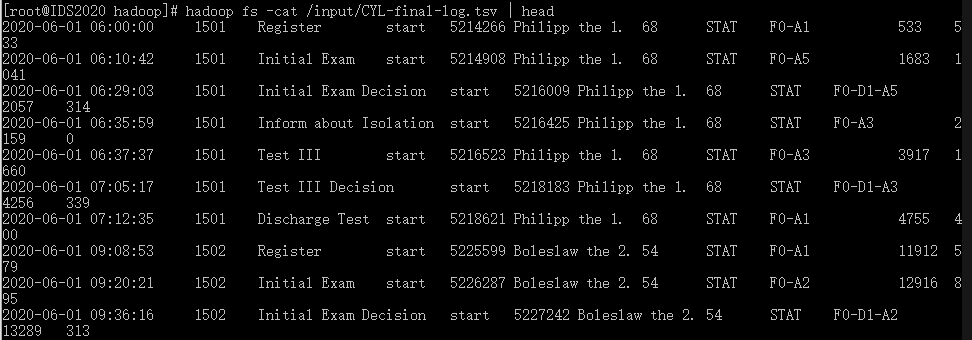 [root@IDS2020 hadoop]# hadoop fs -cat /input/CYL-final-log.tsv | head
2020-06-01 06:00:00 1501 Register start 5214266 Philipp the 1. 68 STAT F0-A1 533 5
33
2020-06-01 06:10:42 1501 Initial Exam start 5214908 Philipp the 1. 68 STAT F0-A5 1683 1
041
2020-06-01 06:29:03 1501 Initial Exam Decision start 5216009 Philipp the 1. 68 STAT F0-D1-A5
2057 314
2020-06-01 06:35:59 1501 Inform about Isolation start 5216425 Philipp the 1. 68 STAT F0-A3 2
159 0
2020-06-01 06:37:37 1501 Test III start 5216523 Philipp the 1. 68 STAT F0-A3 3917 1
660
2020-06-01 07:05:17 1501 Test III Decision start 5218183 Philipp the 1. 68 STAT F0-D1-A3
4256 339
2020-06-01 07:12:35 1501 Discharge Test start 5218621 Philipp the 1. 68 STAT F0-A1 4755 4
00
2020-06-01 09:08:53 1502 Register start 5225599 Boleslaw the 2. 54 STAT F0-A1 11912 5
79
2020-06-01 09:20:21 1502 Initial Exam start 5226287 Boleslaw the 2. 54 STAT F0-A2 12916 8
95
2020-06-01 09:36:16 1502 Initial Exam Decision start 5227242 Boleslaw the 2. 54 STAT F0-D1-A2
13289 313